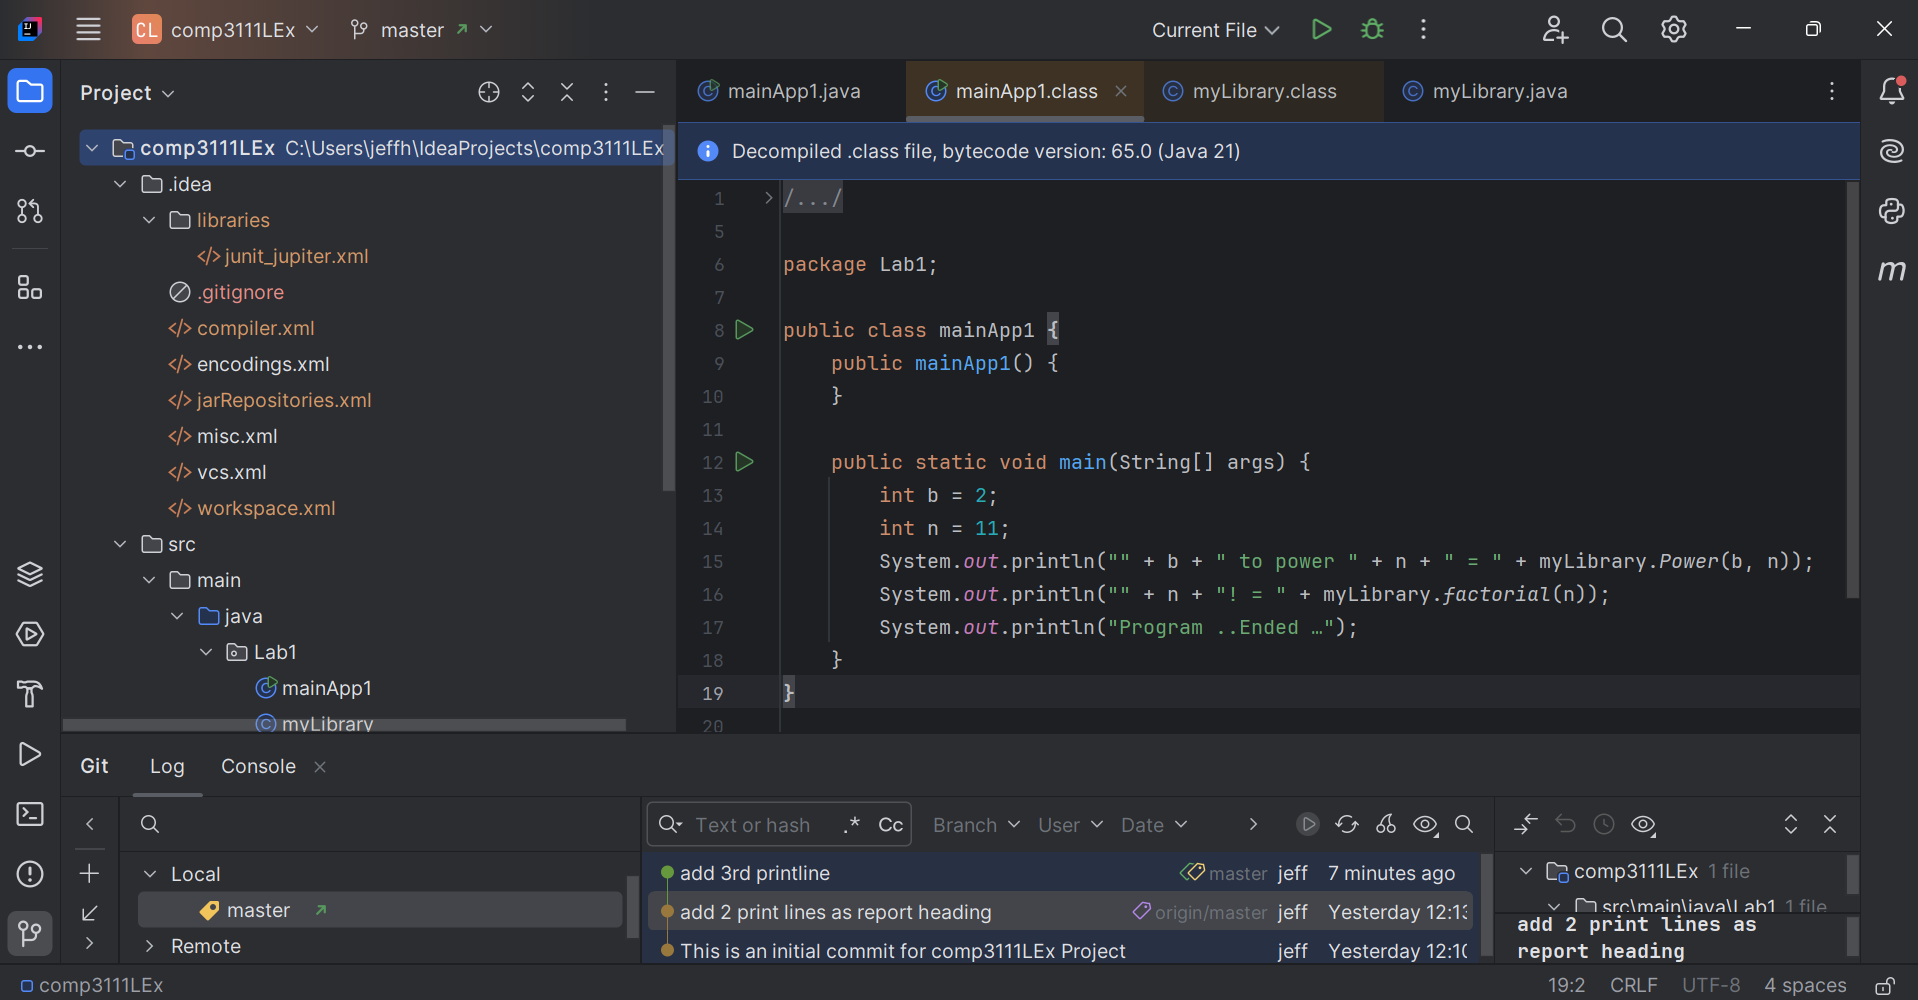 CL comp3111LEx master Current File
Project
mainApp1.java mainApp1.class myLibrary.class myLibrary.java
comp3111LEx C:\Users\jeffh\IdeaProjects\comp3111LEx
.idea
libraries
junit_jupiter.xml
.gitignore
compiler.xml
encodings.xml
jarRepositories.xml
misc.xml
vcs.xml
workspace.xml
src
main
java
Lab1
mainApp1
myLibrary
Decompiled .class file, bytecode version: 65.0 (Java 21)
1 /.../
5
6 package Lab1;
7
8 public class mainApp1 {
9 public mainApp1() {
10 }
11
12 public static void main(String[] args) {
13 int b = 2;
14 int n = 11;
15 System.out.println("" + b + " to power " + n + " = " + myLibrary.Power(b, n));
16 System.out.println("" + n + "! = " + myLibrary.factorial(n));
17 System.out.println("Program ..Ended …");
18 }
19 }
20
Git Log Console
Local
master
Remote
Text or hash .* Cc Branch User Date
add 3rd printline master jeff 7 minutes ago
add 2 print lines as report heading origin/master jeff Yesterday 12:13
This is an initial commit for comp3111LEx Project jeff Yesterday 12:10
comp3111LEx 1 file
src\main\java\Lab1 1 file
add 2 print lines as
report heading
comp3111LEx 19:2 CRLF UTF-8 4 spaces